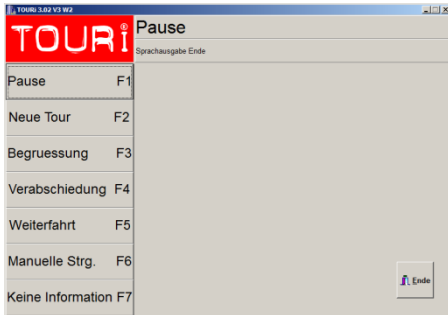 TOURi 3.02 V3 W2
TOURi®
Pause
Sprachausgabe Ende
Pause F1
Neue Tour F2
Begruessung F3
Verabschiedung F4
Weiterfahrt F5
Manuelle Strg. F6
Keine Information F7
Ende